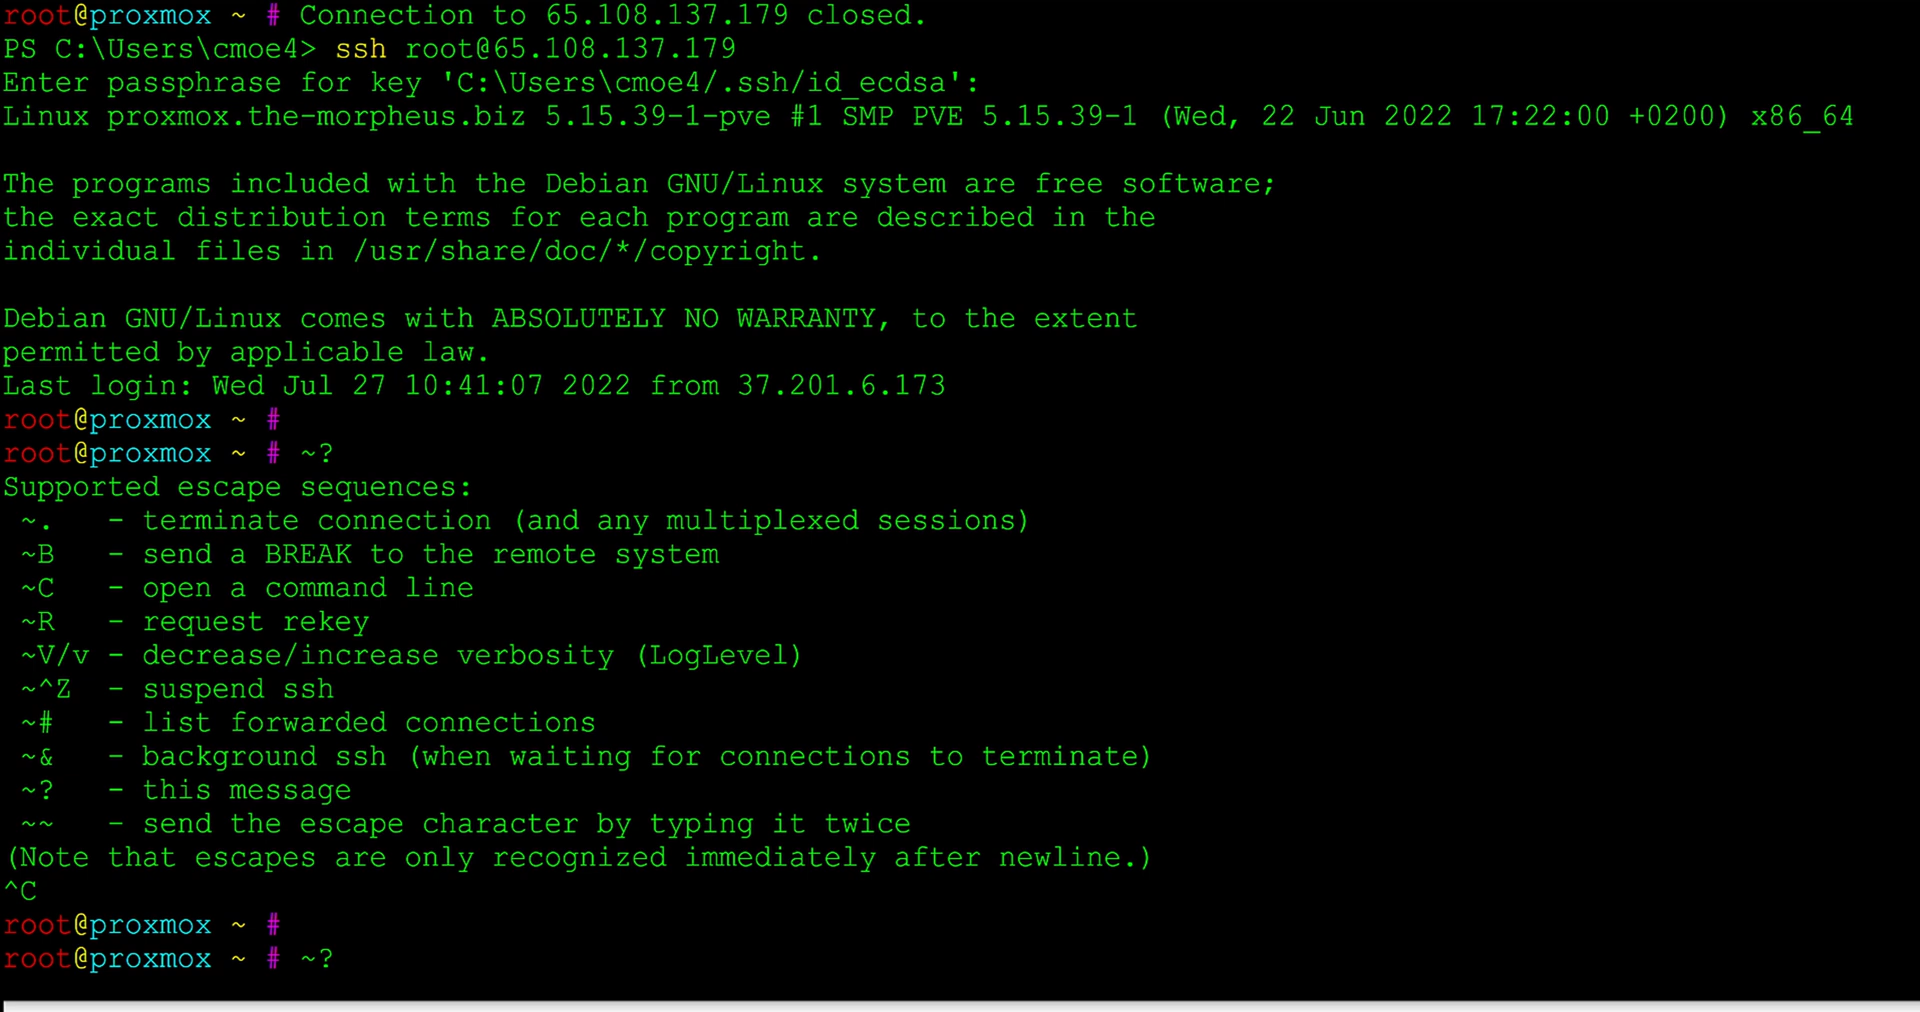 root@proxmox ~ # Connection to 65.108.137.179 closed.
PS C:\Users\cmoe4> ssh root@65.108.137.179
Enter passphrase for key 'C:\Users\cmoe4/.ssh/id_ecdsa':
Linux proxmox.the-morpheus.biz 5.15.39-1-pve #1 SMP PVE 5.15.39-1 (Wed, 22 Jun 2022 17:22:00 +0200) x86_64
The programs included with the Debian GNU/Linux system are free software;
the exact distribution terms for each program are described in the
individual files in /usr/share/doc/*/copyright.
Debian GNU/Linux comes with ABSOLUTELY NO WARRANTY, to the extent
permitted by applicable law.
Last login: Wed Jul 27 10:41:07 2022 from 37.201.6.173
root@proxmox ~ #
root@proxmox ~ # ~?
Supported escape sequences:
 ~.   - terminate connection (and any multiplexed sessions)
 ~B   - send a BREAK to the remote system
 ~C   - open a command line
 ~R   - request rekey
 ~V/v - decrease/increase verbosity (LogLevel)
 ~^Z  - suspend ssh
 ~#   - list forwarded connections
 ~&   - background ssh (when waiting for connections to terminate)
 ~?   - this message
 ~~   - send the escape character by typing it twice
(Note that escapes are only recognized immediately after newline.)
^C
root@proxmox ~ #
root@proxmox ~ # ~?